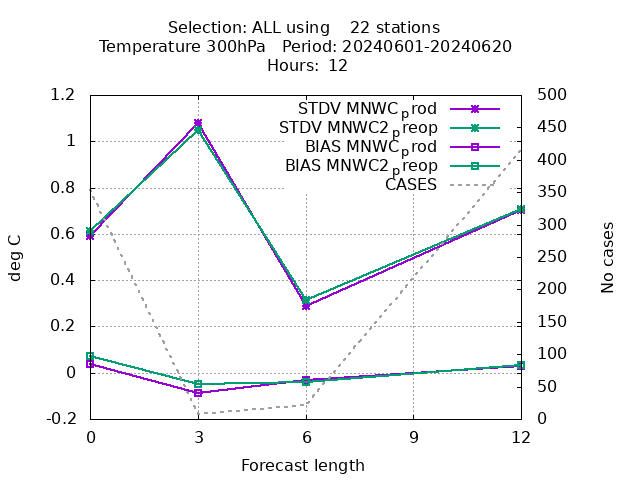 Selection: ALL using    22 stations
Temperature 300hPa   Period: 20240601-20240620
Hours:  12
STDV MNWC_prod
STDV MNWC2_preop
BIAS MNWC_prod
BIAS MNWC2_preop
CASES
1.2
1
0.8
0.6
0.4
0.2
0
-0.2
deg C
500
450
400
350
300
250
200
150
100
50
0
No cases
0 3 6 9 12
Forecast length